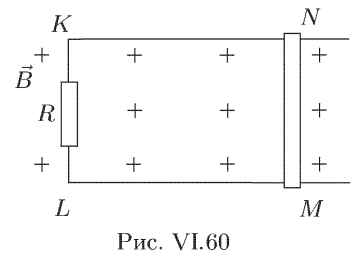 K
N
+ + + +
B⃗
R
+ + +
+ + + +
L
M
Рис. VI.60